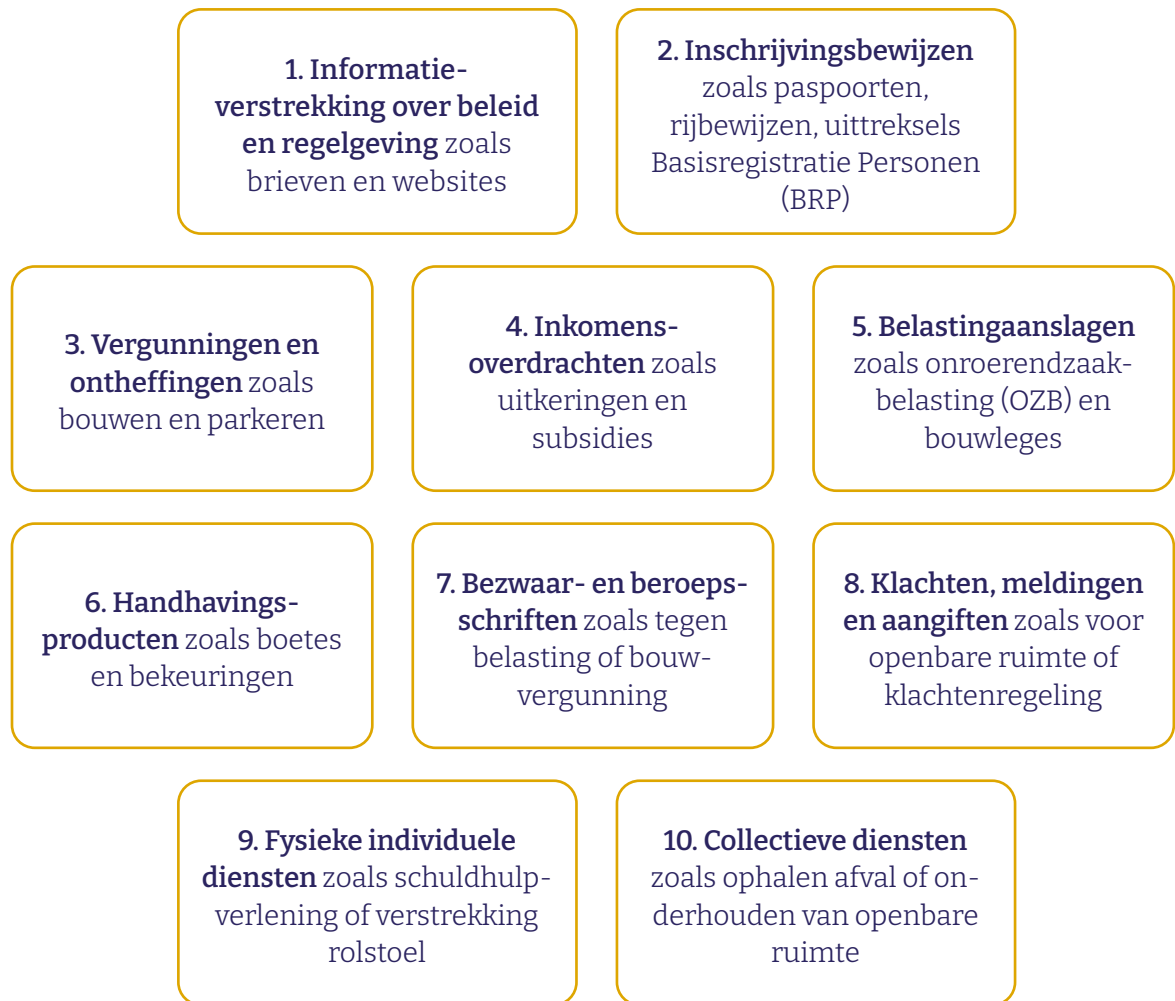 1. Informatie-
verstrekking over beleid
en regelgeving zoals
brieven en websites
2. Inschrijvingsbewijzen
zoals paspoorten,
rijbewijzen, uittreksels
Basisregistratie Personen
(BRP)
3. Vergunningen en
ontheffingen zoals
bouwen en parkeren
4. Inkomens-
overdrachten zoals
uitkeringen en
subsidies
5. Belastingaanslagen
zoals onroerendzaak-
belasting (OZB) en
bouwleges
6. Handhavings-
producten zoals boetes
en bekeuringen
7. Bezwaar- en beroeps-
schriften zoals tegen
belasting of bouw-
vergunning
8. Klachten, meldingen
en aangiften zoals voor
openbare ruimte of
klachtenregeling
9. Fysieke individuele
diensten zoals schuldhulp-
verlening of verstrekking
rolstoel
10. Collectieve diensten
zoals ophalen afval of on-
derhouden van openbare
ruimte